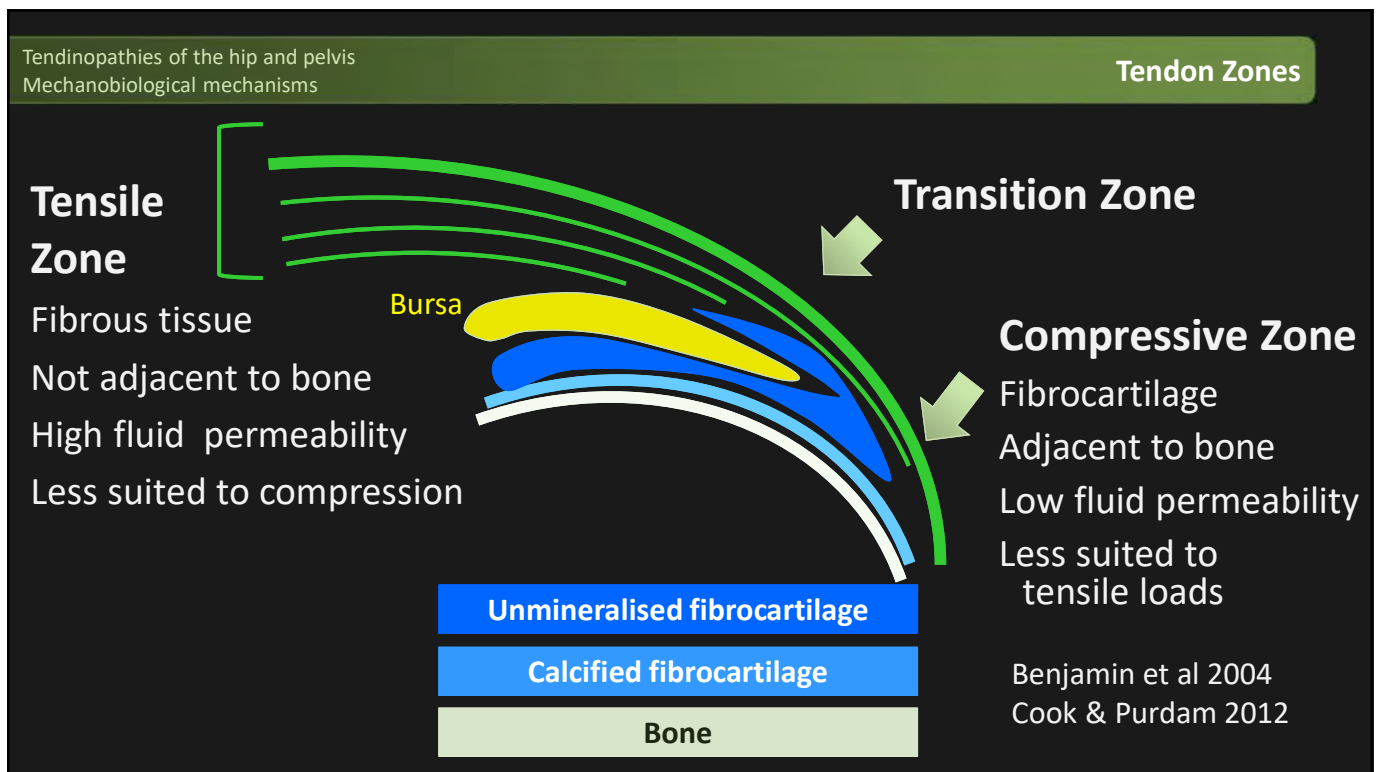 Tendinopathies of the hip and pelvis
Mechanobiological mechanisms
Tendon Zones
Tensile
Zone
Fibrous tissue
Not adjacent to bone
High fluid  permeability
Less suited to compression
Bursa
Transition Zone
Compressive Zone
Fibrocartilage
Adjacent to bone
Low fluid permeability
Less suited to
tensile loads
Unmineralised fibrocartilage
Calcified fibrocartilage
Bone
Benjamin et al 2004
Cook & Purdam 2012